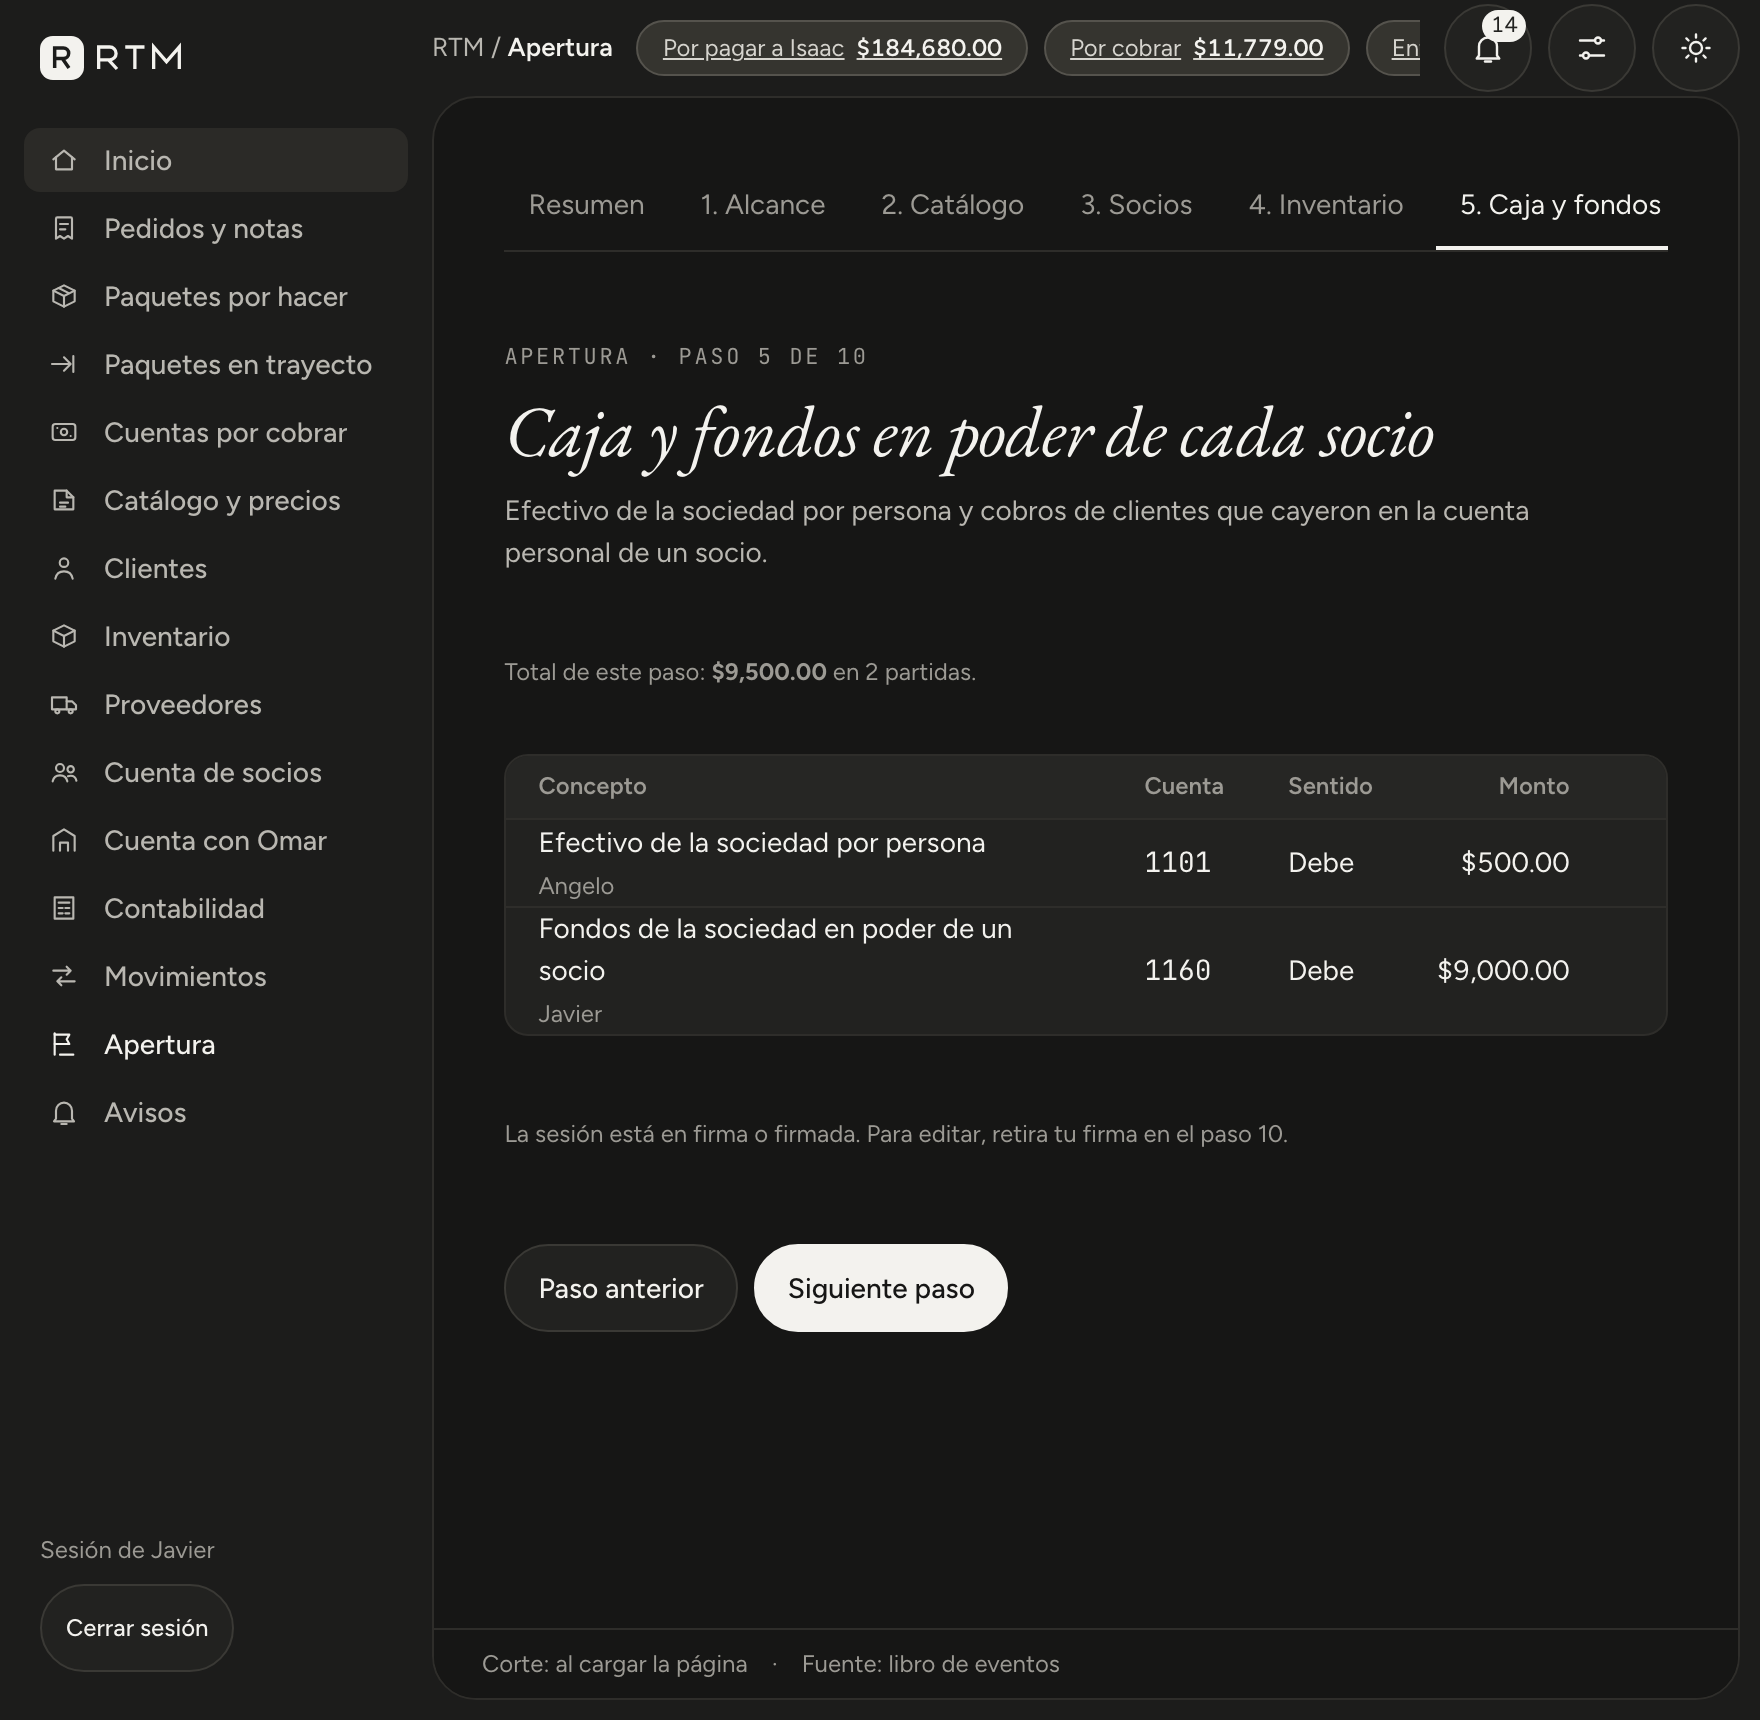 R RTM
RTM / Apertura
Por pagar a Isaac $184,680.00
Por cobrar $11,779.00
En
14
Inicio
Pedidos y notas
Paquetes por hacer
Paquetes en trayecto
Cuentas por cobrar
Catálogo y precios
Clientes
Inventario
Proveedores
Cuenta de socios
Cuenta con Omar
Contabilidad
Movimientos
Apertura
Avisos
Sesión de Javier
Cerrar sesión
Resumen 1. Alcance 2. Catálogo 3. Socios 4. Inventario 5. Caja y fondos
APERTURA · PASO 5 DE 10
Caja y fondos en poder de cada socio
Efectivo de la sociedad por persona y cobros de clientes que cayeron en la cuenta
personal de un socio.
Total de este paso: $9,500.00 en 2 partidas.
Concepto Cuenta Sentido Monto
Efectivo de la sociedad por persona
Angelo
1101 Debe $500.00
Fondos de la sociedad en poder de un
socio
Javier
1160 Debe $9,000.00
La sesión está en firma o firmada. Para editar, retira tu firma en el paso 10.
Paso anterior
Siguiente paso
Corte: al cargar la página · Fuente: libro de eventos